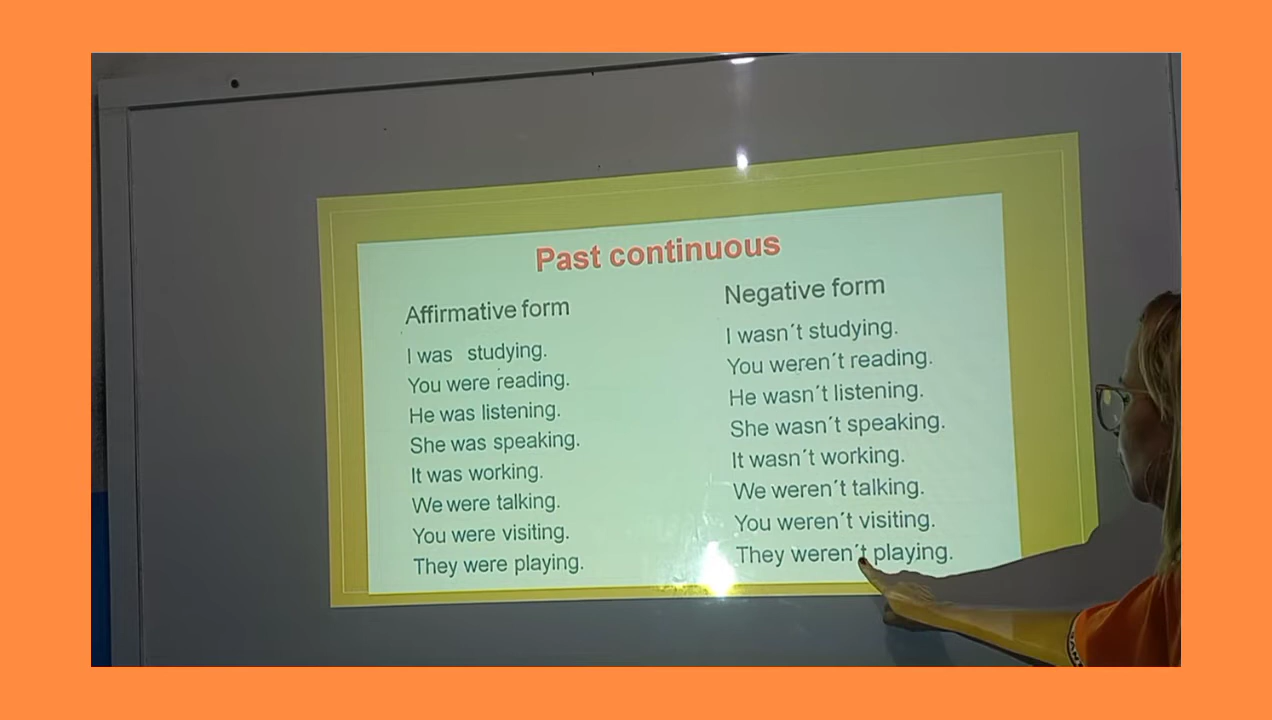 Past continuous
Affirmative form
I was studying.
You were reading.
He was listening.
She was speaking.
It was working.
We were talking.
You were visiting.
They were playing.
Negative form
I wasn´t studying.
You weren´t reading.
He wasn´t listening.
She wasn´t speaking.
It wasn´t working.
We weren´t talking.
You weren´t visiting.
They weren´t playing.